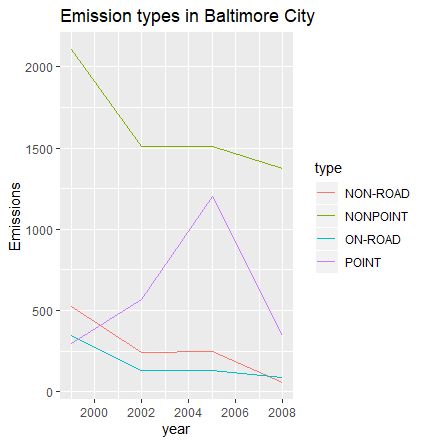 Emission types in Baltimore City
2000
1500
1000
500
0
Emissions
2000 2002 2004 2006 2008
year
type
NON-ROAD
NONPOINT
ON-ROAD
POINT